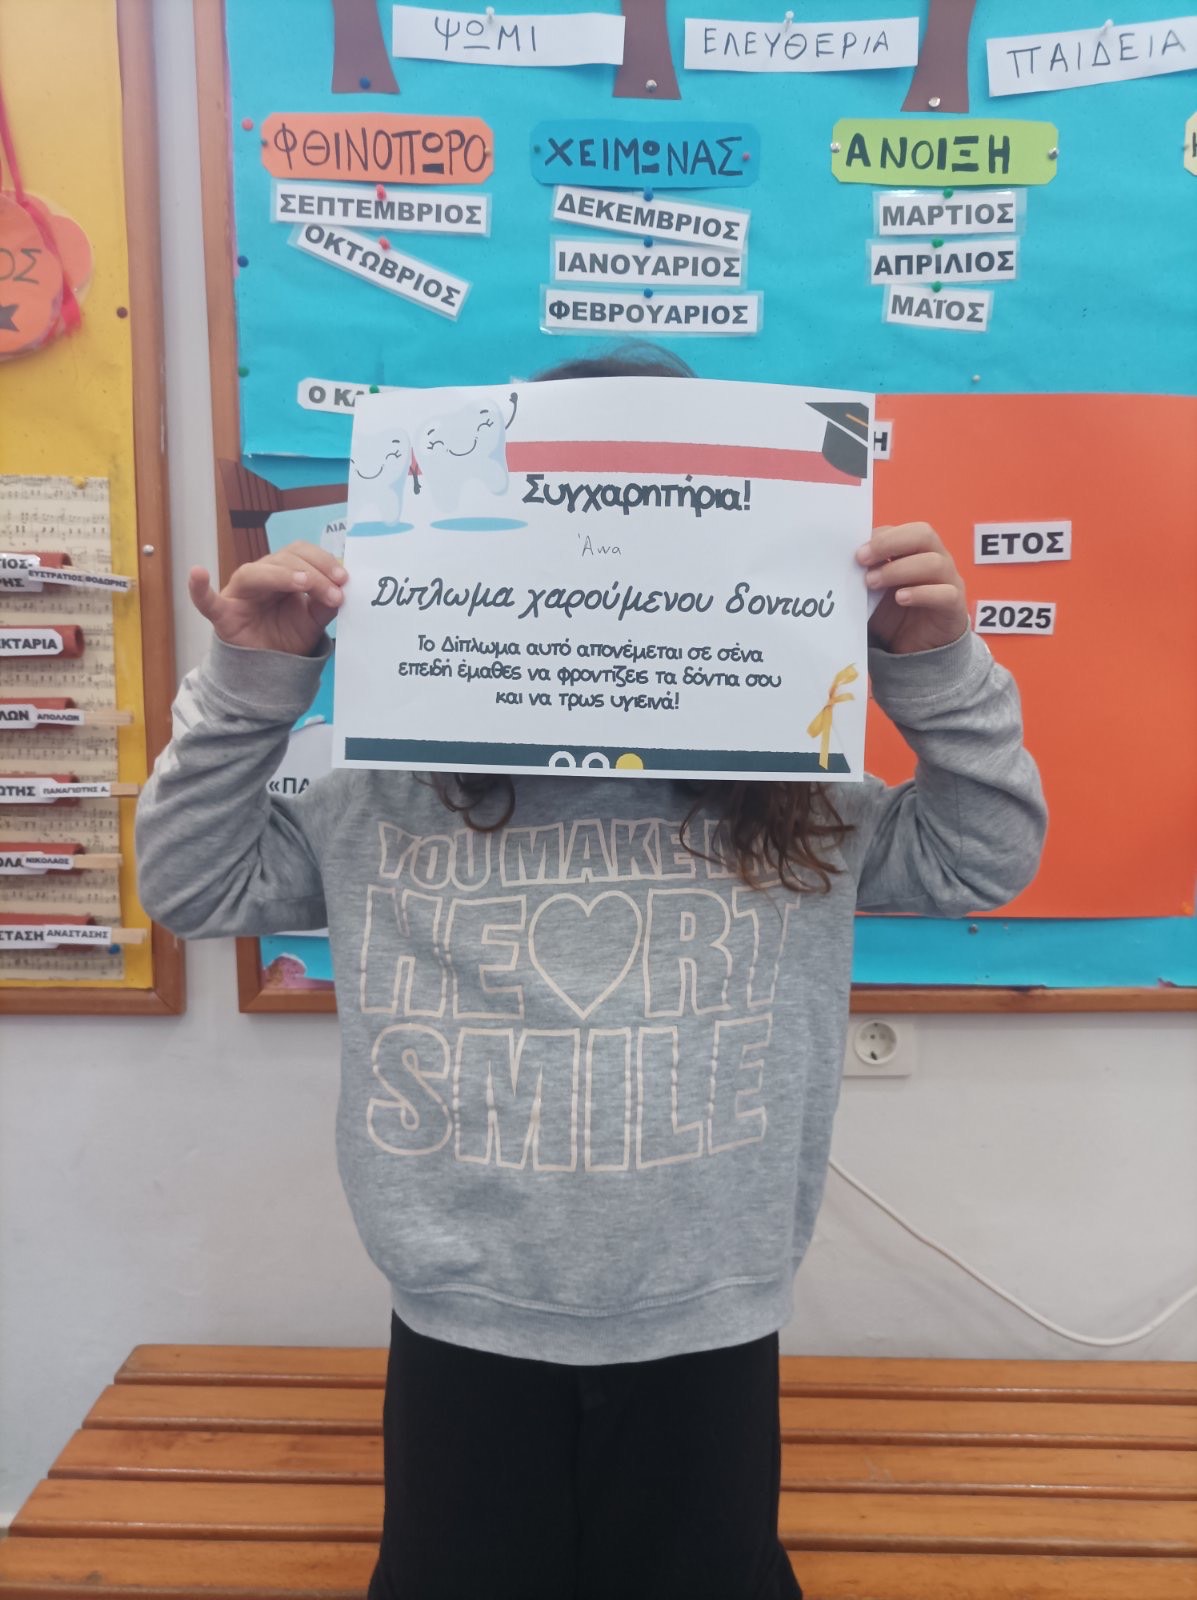 ΨΩΜΙ
ΕΛΕΥΘΕΡΙΑ
ΠΑΙΔΕΙΑ
ΦΘΙΝΟΠΩΡΟ
ΣΕΠΤΕΜΒΡΙΟΣ
ΟΚΤΩΒΡΙΟΣ
ΧΕΙΜΩΝΑΣ
ΔΕΚΕΜΒΡΙΟΣ
ΙΑΝΟΥΑΡΙΟΣ
ΦΕΒΡΟΥΑΡΙΟΣ
ΑΝΟΙΞΗ
ΜΑΡΤΙΟΣ
ΑΠΡΙΛΙΟΣ
ΜΑΪΟΣ
Συγχαρητήρια!
Άννα
Δίπλωμα χαρούμενου δοντιού
Το Δίπλωμα αυτό απονέμεται σε σένα
επειδή έμαθες να φροντίζεις τα δόντια σου
και να τρως υγιεινά!
ΕΤΟΣ
2025
ΕΥΣΤΡΑΤΙΟΣ ΒΟΔΩΡΗΣ
ΑΠΟΛΛΩΝ
ΠΑΝΑΓΙΩΤΗΣ Α.
ΝΙΚΟΛΑΟΣ
ΑΝΑΣΤΑΣΗΣ
YOU MAKE
HEART
SMILE